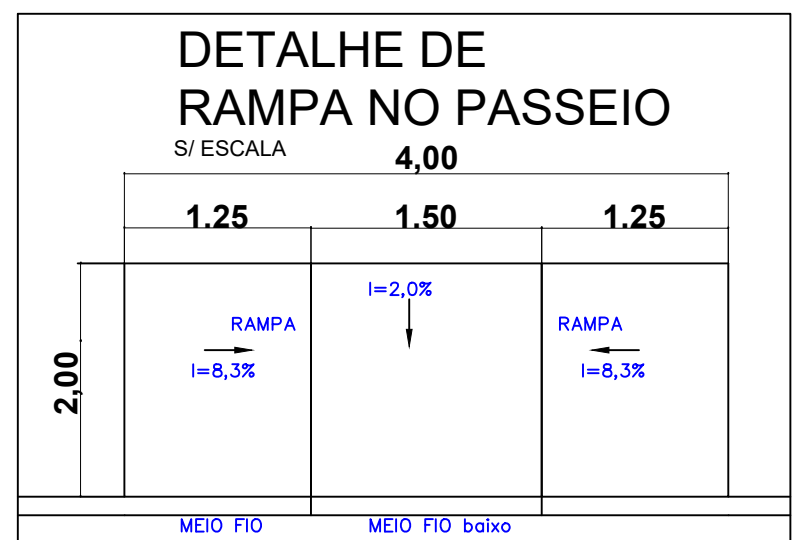 DETALHE DE
RAMPA NO PASSEIO
S/ ESCALA
4,00
1.25
1.50
1.25
I=2,0%
RAMPA
RAMPA
I=8,3%
I=8,3%
2,00
MEIO FIO
MEIO FIO baixo